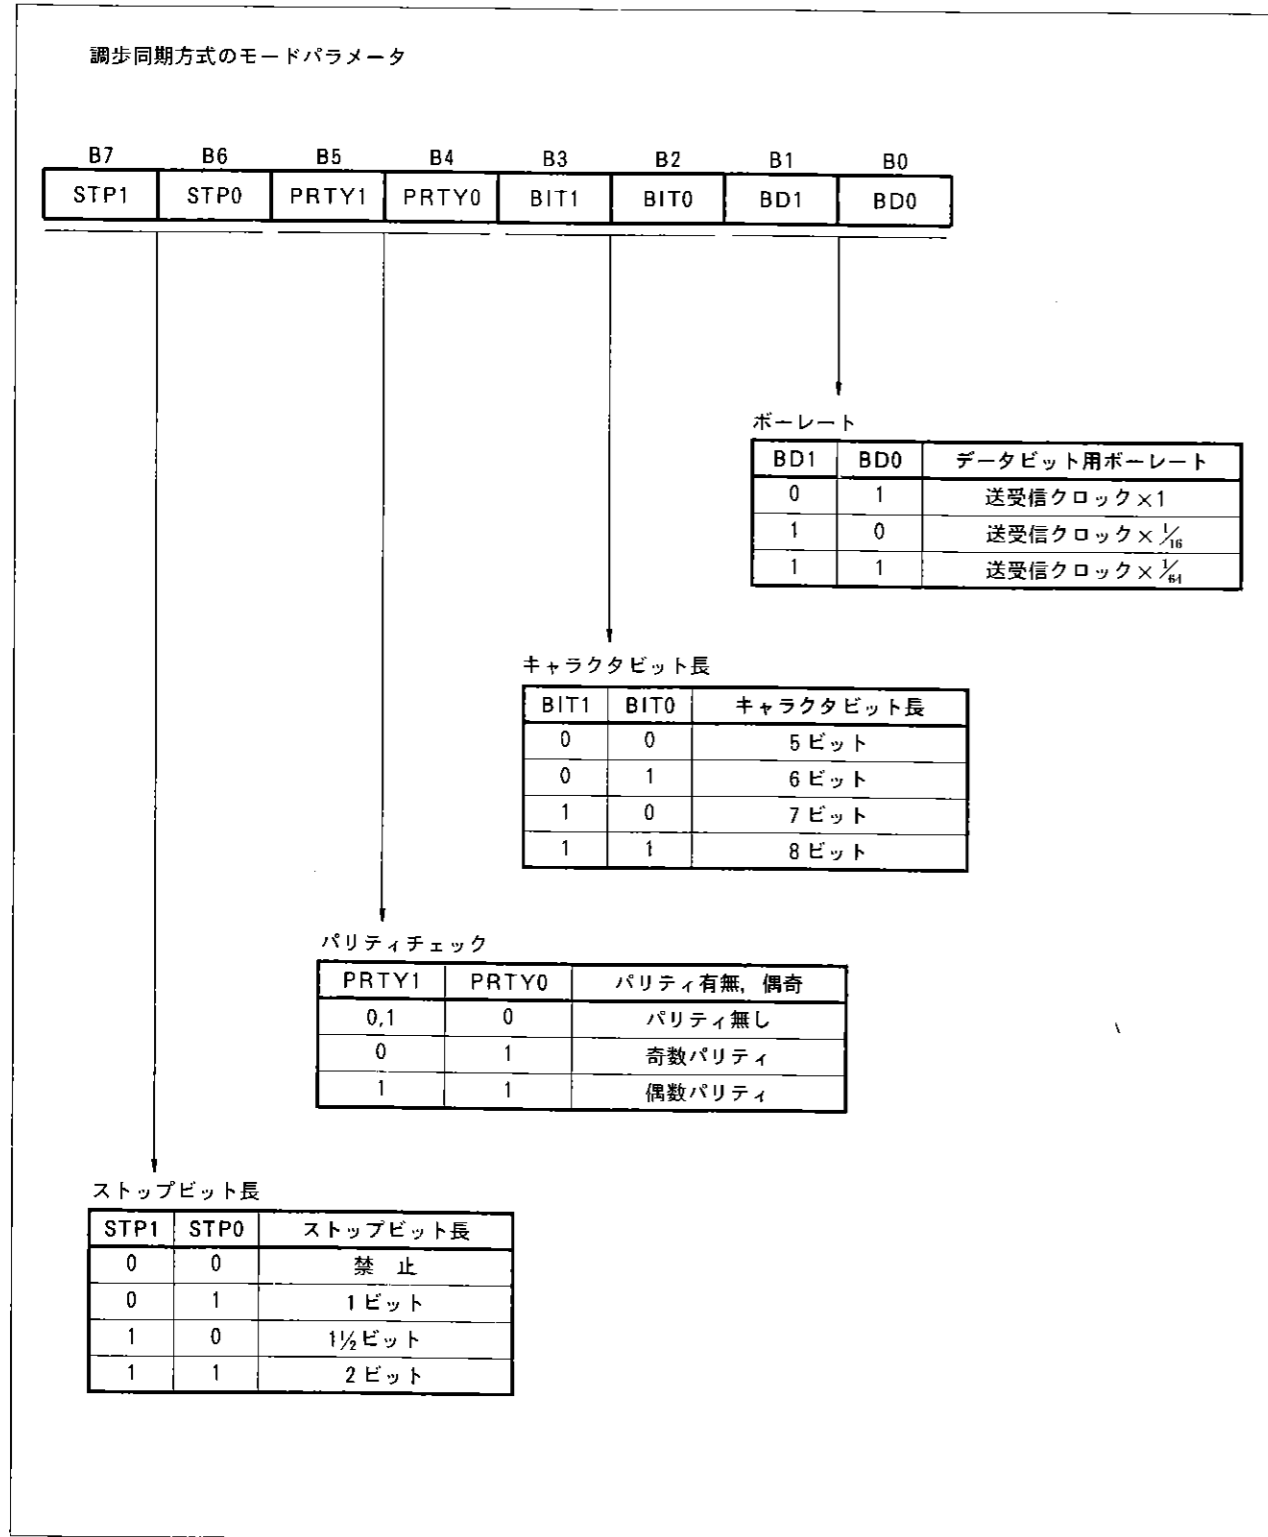 調歩同期方式のモードパラメータ
B7 B6 B5 B4 B3 B2 B1 B0
STP1 STP0 PRTY1 PRTY0 BIT1 BIT0 BD1 BD0
ボーレート
BD1 BD0 データビット用ボーレート
0 1 送受信クロック×1
1 0 送受信クロック×1/16
1 1 送受信クロック×1/64
キャラクタビット長
BIT1 BIT0 キャラクタビット長
0 0 5ビット
0 1 6ビット
1 0 7ビット
1 1 8ビット
パリティチェック
PRTY1 PRTY0 パリティ有無,偶奇
0,1 0 パリティ無し
0 1 奇数パリティ
1 1 偶数パリティ
ストップビット長
STP1 STP0 ストップビット長
0 0 禁 止
0 1 1ビット
1 0 1½ビット
1 1 2ビット